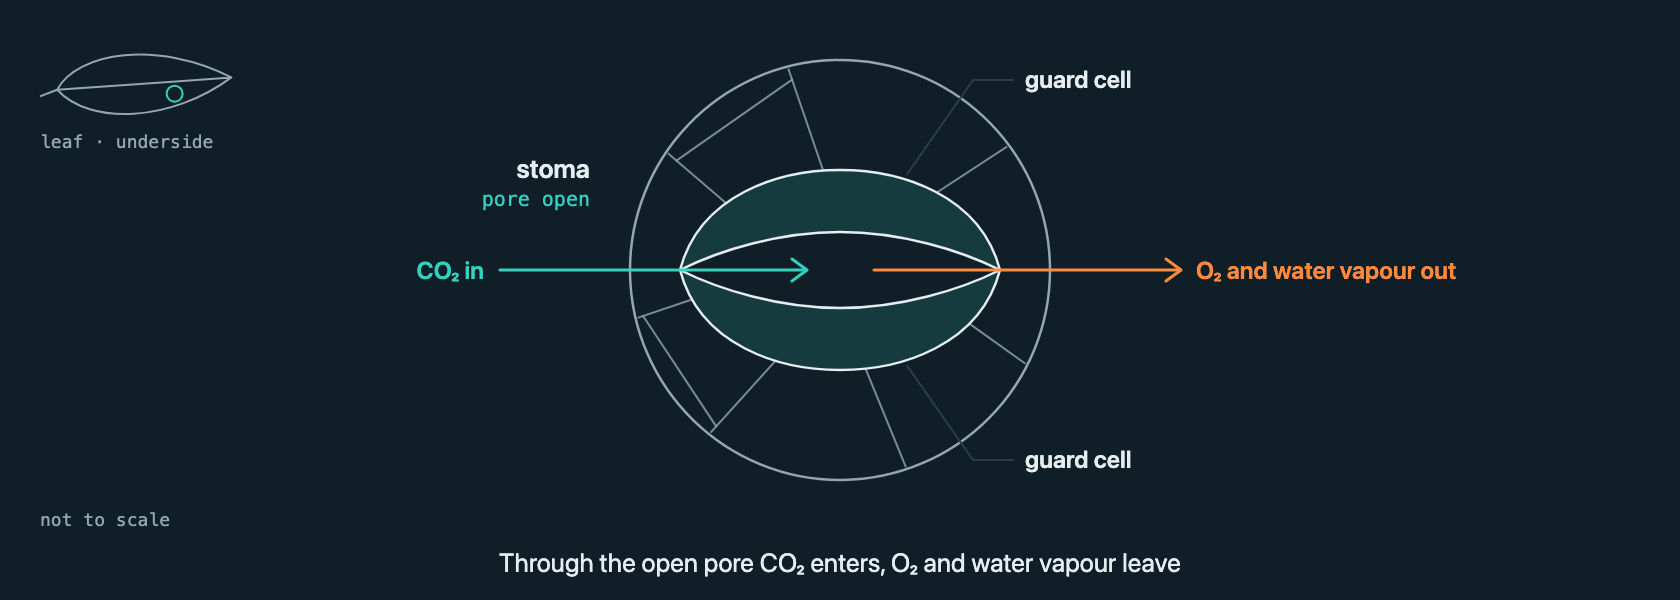 guard cell
leaf · underside
stoma
pore open
CO₂ in
O₂ and water vapour out
guard cell
not to scale
Through the open pore CO₂ enters, O₂ and water vapour leave